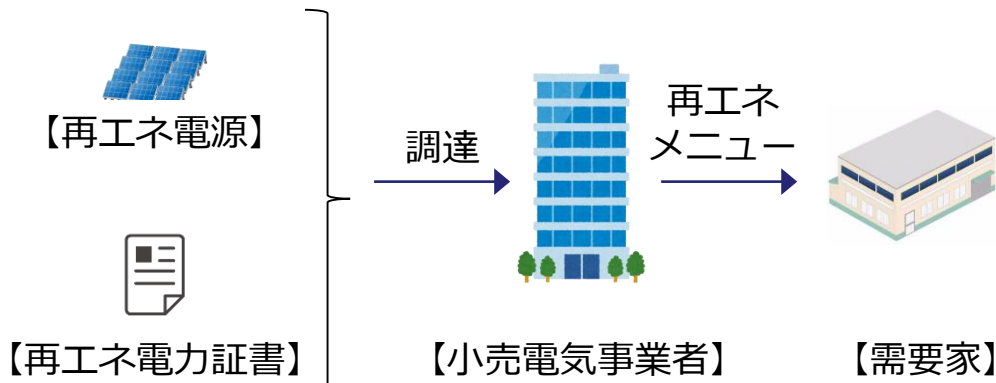 【再エネ電源】
調達
再エネ
メニュー
【再エネ電力証書】
【小売電気事業者】
【需要家】